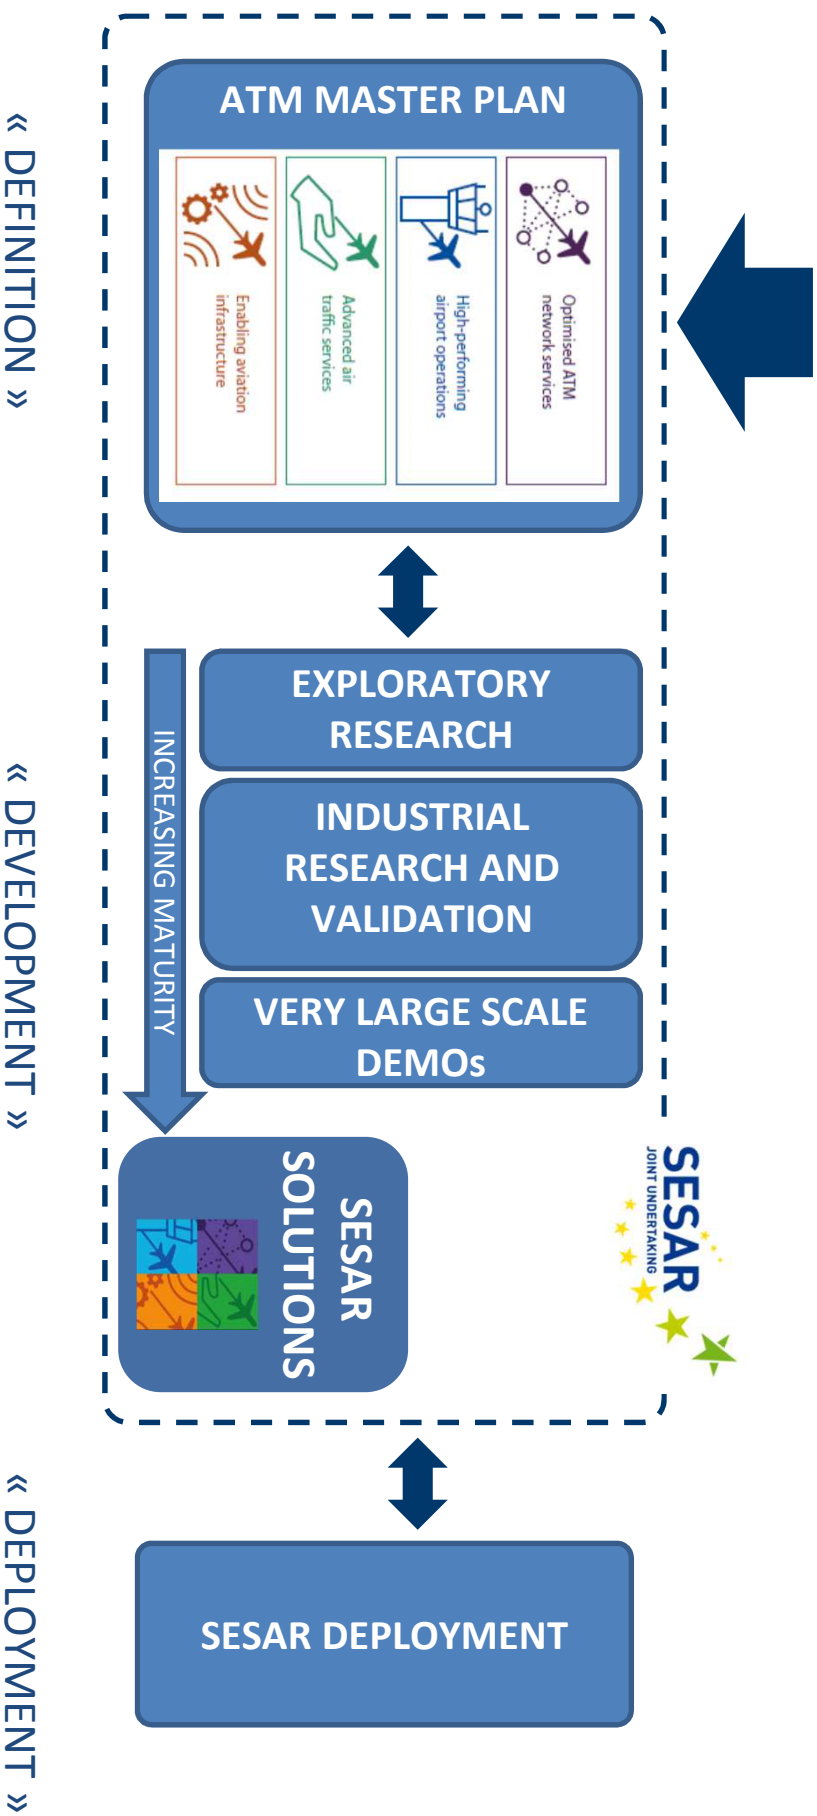 « DEFINITION »
ATM MASTER PLAN
Optimised ATM
network services
High-performing
airport operations
Advanced air
traffic services
Enabling aviation
infrastructure
« DEVELOPMENT »
EXPLORATORY
RESEARCH
INDUSTRIAL
RESEARCH AND
VALIDATION
VERY LARGE SCALE
DEMOs
INCREASING MATURITY
SESAR
JOINT UNDERTAKING
SESAR
SOLUTIONS
« DEPLOYMENT »
SESAR DEPLOYMENT